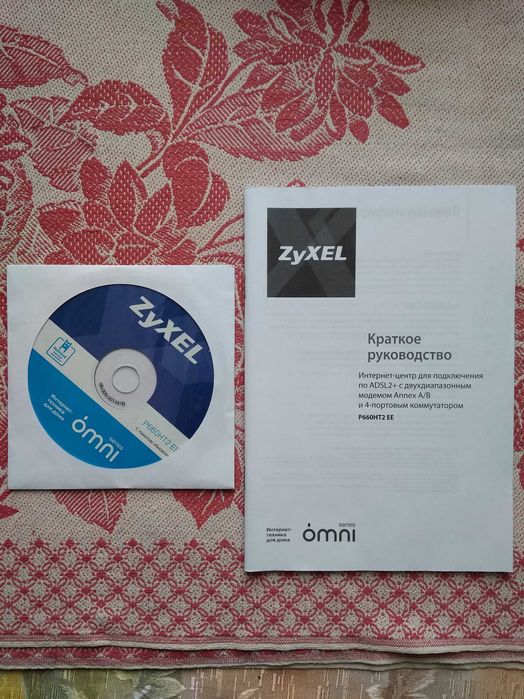 ZyXEL
Краткое
руководство
Интернет-центр для подключения
по ADSL2+ с двухдиапазонным
модемом Annex A/B
и 4-портовым коммутатором
P660HT2 EE
Интернет-
техника
для дома
omni
series
ZyXEL
P660HT2 EE
Интернет-
техника
для дома
omni
series